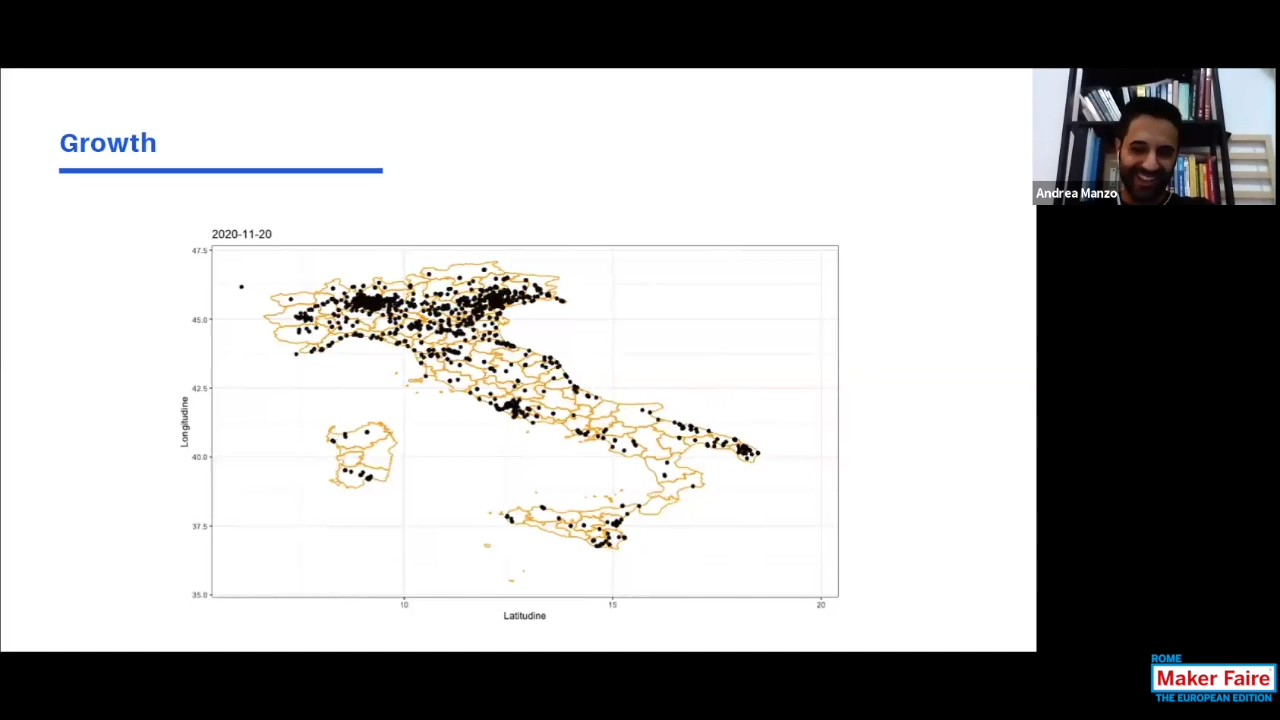 Growth
2020-11-20
47.5
45.0
42.5
40.0
37.5
35.0
Longitudine
10
15
20
Latitudine
Andrea Manzo
ROME
Maker Faire
THE EUROPEAN EDITION